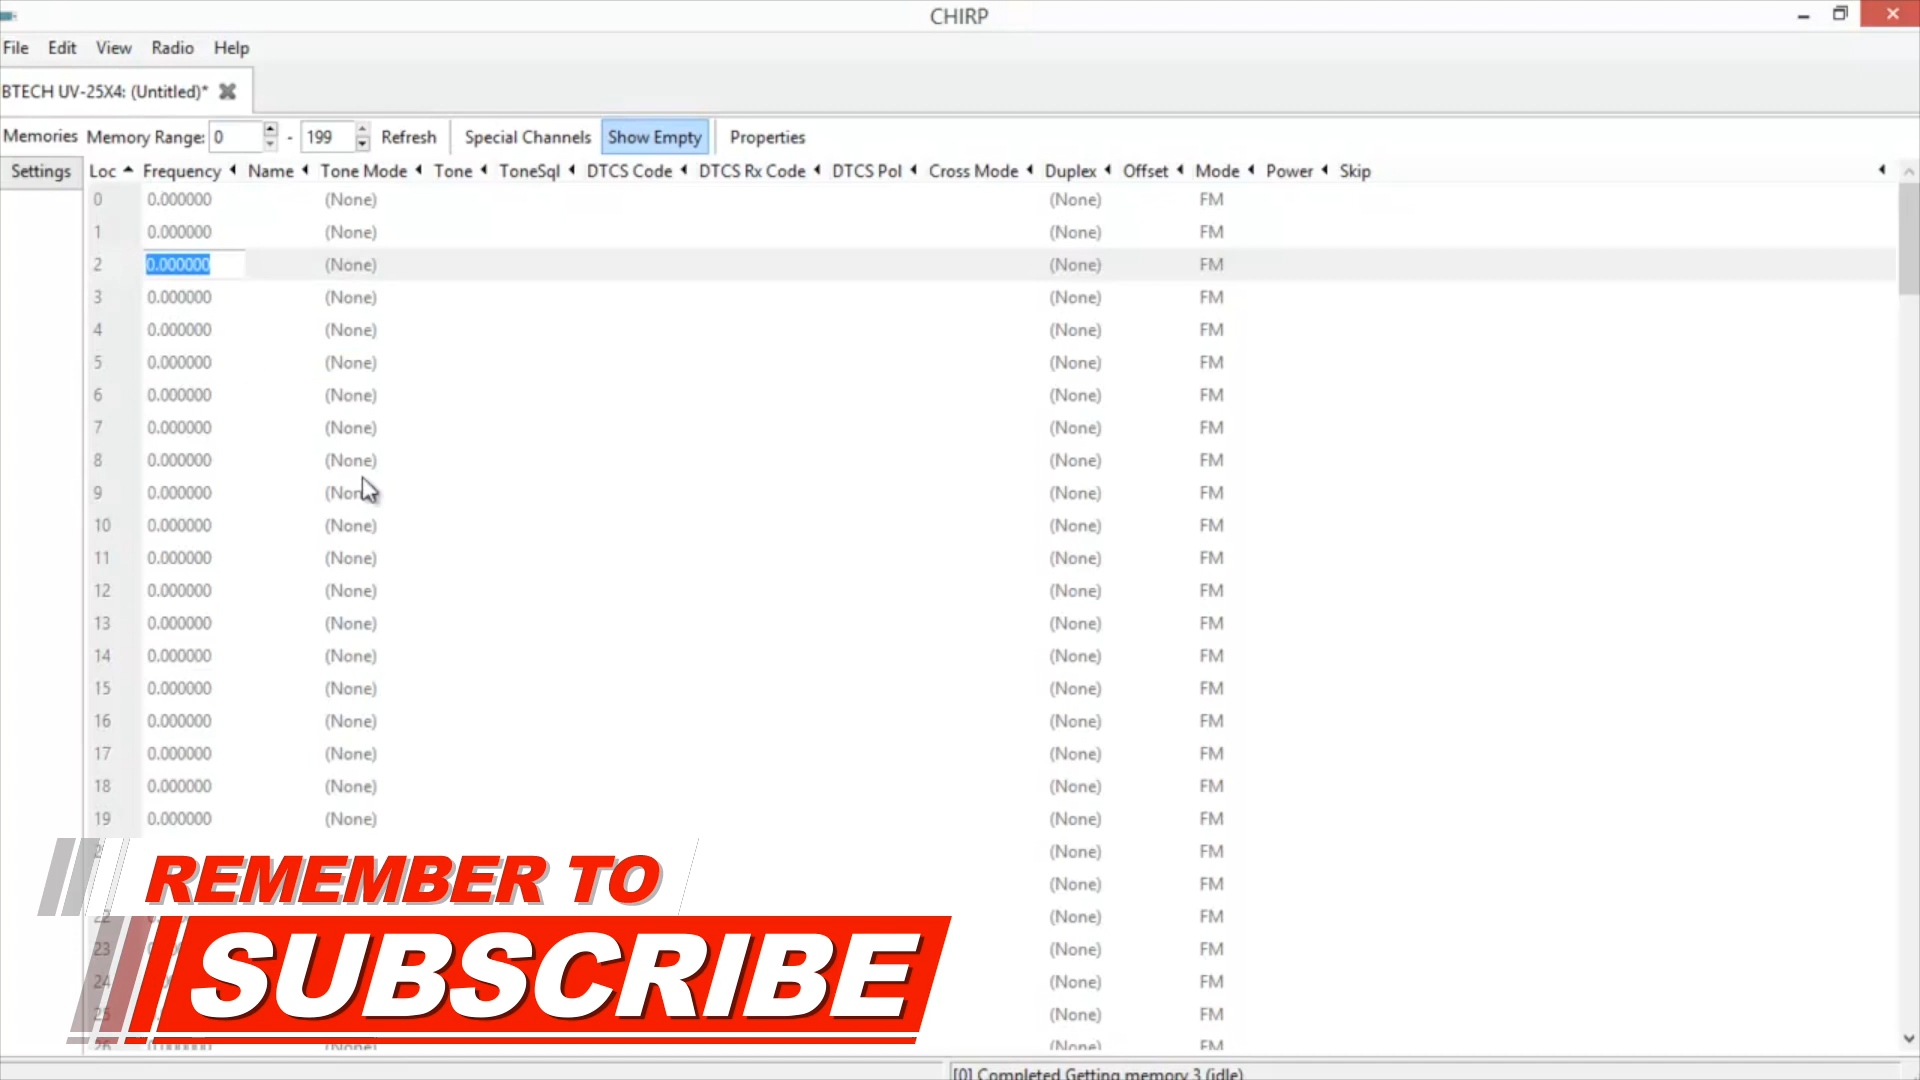 CHIRP
File Edit View Radio Help
BTECH UV-25X4: (Untitled)*
Memories Memory Range: 0 - 199 Refresh Special Channels Show Empty Properties
Settings Loc Frequency Name Tone Mode Tone ToneSql DTCS Code DTCS Rx Code DTCS Pol Cross Mode Duplex Offset Mode Power Skip
0 0.000000 (None) (None) FM
1 0.000000 (None) (None) FM
2 0.000000 (None) (None) FM
3 0.000000 (None) (None) FM
4 0.000000 (None) (None) FM
5 0.000000 (None) (None) FM
6 0.000000 (None) (None) FM
7 0.000000 (None) (None) FM
8 0.000000 (None) (None) FM
9 0.000000 (None) (None) FM
10 0.000000 (None) (None) FM
11 0.000000 (None) (None) FM
12 0.000000 (None) (None) FM
13 0.000000 (None) (None) FM
14 0.000000 (None) (None) FM
15 0.000000 (None) (None) FM
16 0.000000 (None) (None) FM
17 0.000000 (None) (None) FM
18 0.000000 (None) (None) FM
19 0.000000 (None) (None) FM
(None) FM
REMEMBER TO
(None) FM
22 (None) FM
23 (None) FM
SUBSCRIBE
24 (None) FM
25 (None) FM
26 0.000000 (None) (None) FM
[0] Completed Getting memory 3 (idle)